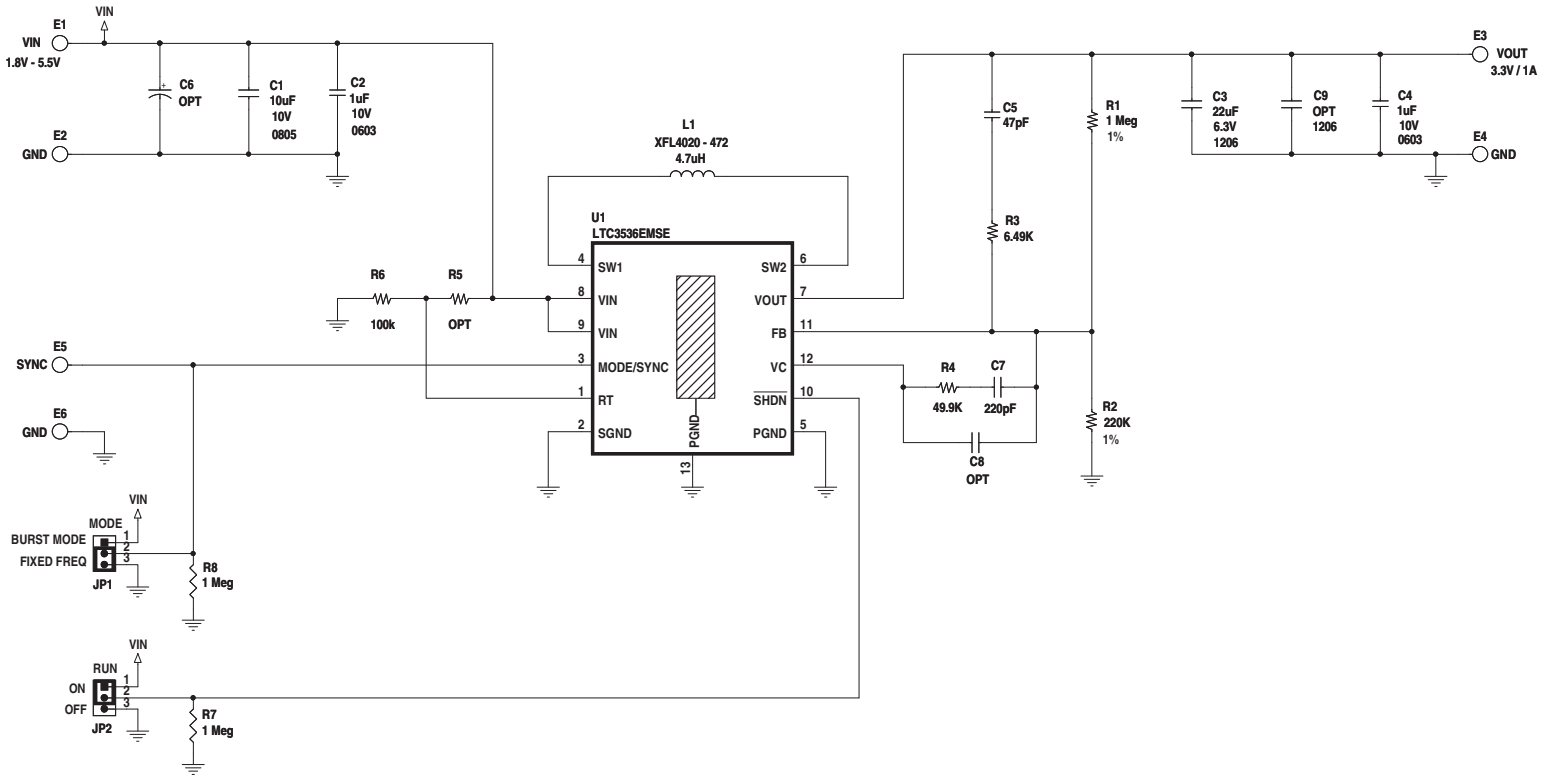 VIN
E1
VIN
1.8V - 5.5V
C6
OPT
C1
10uF
10V
0805
C2
1uF
10V
0603
E2
GND
L1
XFL4020 - 472
4.7uH
C5
47pF
R1
1 Meg
1%
C3
22uF
6.3V
1206
C9
OPT
1206
C4
1uF
10V
0603
E3
VOUT
3.3V / 1A
E4
GND
R3
6.49K
U1
LTC3536EMSE
4
SW1
8
VIN
9
VIN
3
MODE/SYNC
1
RT
2
SGND
SW2
6
VOUT
7
FB
11
VC
12
SHDN
10
PGND
5
PGND
13
R6
100k
R5
OPT
E5
SYNC
E6
GND
R4
49.9K
C7
220pF
C8
OPT
R2
220K
1%
VIN
MODE
BURST MODE
FIXED FREQ
1
2
3
JP1
R8
1 Meg
VIN
RUN
ON
OFF
1
2
3
JP2
R7
1 Meg